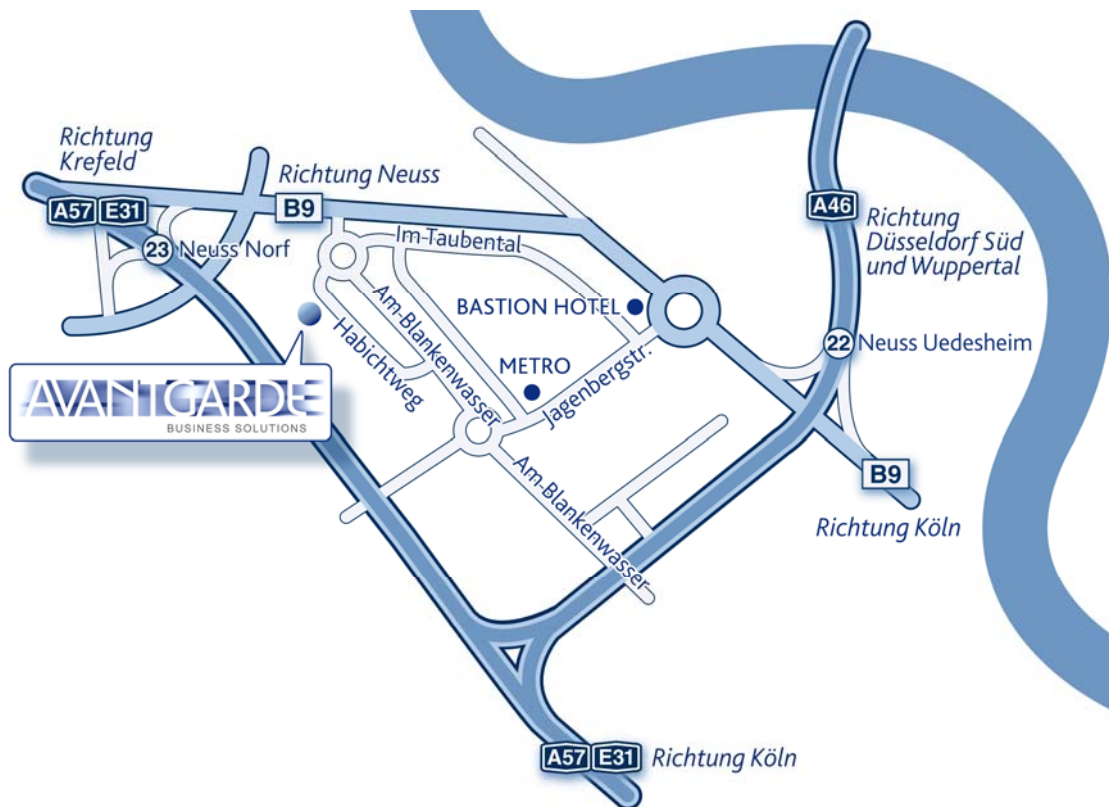 Richtung
Krefeld
A57 E31
23 Neuss Norf
Richtung Neuss
B9
Im-Taubental
A46
Richtung
Düsseldorf Süd
und Wuppertal
BASTION HOTEL
Am-Blankenwasser
Habichtweg
METRO
Jagenbergstr.
22 Neuss Uedesheim
AVANTGARDE
BUSINESS SOLUTIONS
Am-Blankenwasser
B9
Richtung Köln
A57 E31 Richtung Köln